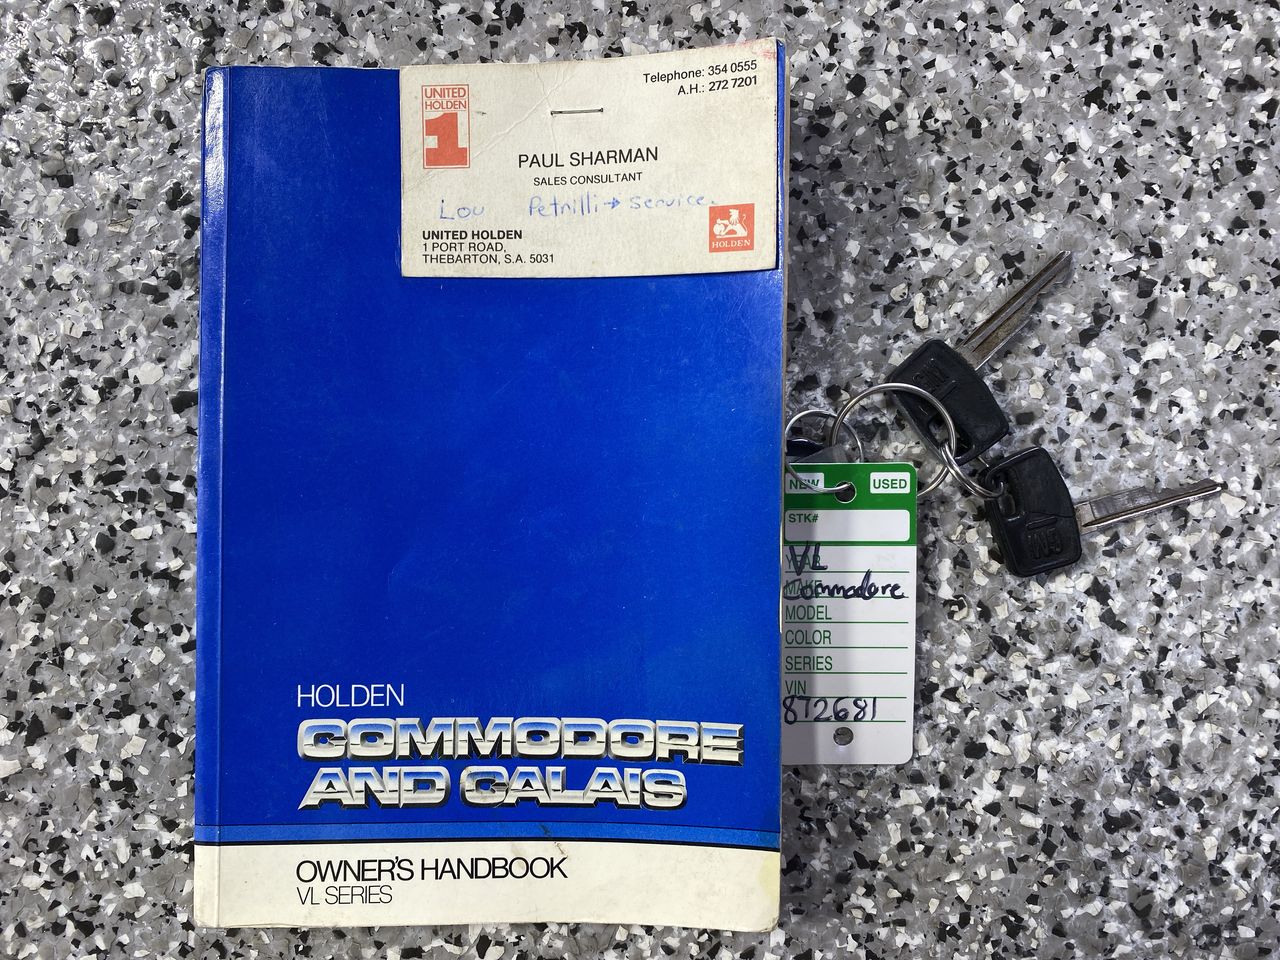 UNITED
HOLDEN
1
Telephone: 354 0555
A.H.: 272 7201
PAUL SHARMAN
SALES CONSULTANT
Lou Petrilli → Service.
UNITED HOLDEN
1 PORT ROAD,
THEBARTON, S.A. 5031
HOLDEN
HOLDEN
COMMODORE
AND CALAIS
OWNER'S HANDBOOK
VL SERIES
NEW USED
STK#
YEAR VL
MAKE Commodore
MODEL
COLOR
SERIES
VIN
872681
GM
GM